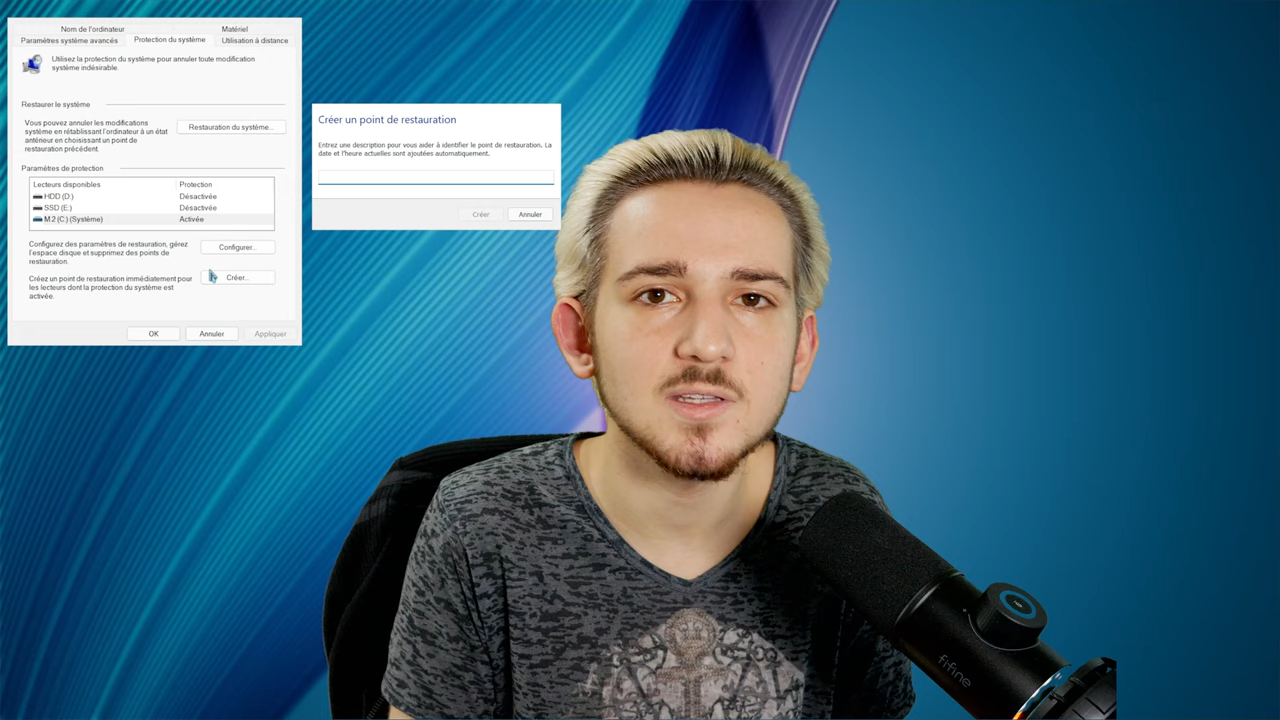 Nom de l'ordinateur
Matériel
Paramètres système avancés
Protection du système
Utilisation à distance
Utilisez la protection du système pour annuler toute modification
système indésirable.
Restaurer le système
Vous pouvez annuler les modifications
système en rétablissant l'ordinateur à un état
antérieur en choisissant un point de
restauration précédent.
Restauration du système...
Paramètres de protection
Lecteurs disponibles
Protection
HDD (D:)
Désactivée
SSD (E:)
Désactivée
M.2 (C:) (Système)
Activée
Configurez des paramètres de restauration, gérez
l'espace disque et supprimez des points de
restauration.
Configurer...
Créez un point de restauration immédiatement pour
les lecteurs dont la protection du système est
activée.
Créer...
OK
Annuler
Appliquer
Créer un point de restauration
Entrez une description pour vous aider à identifier le point de restauration. La
date et l'heure actuelles sont ajoutées automatiquement.
Créer
Annuler
fifine